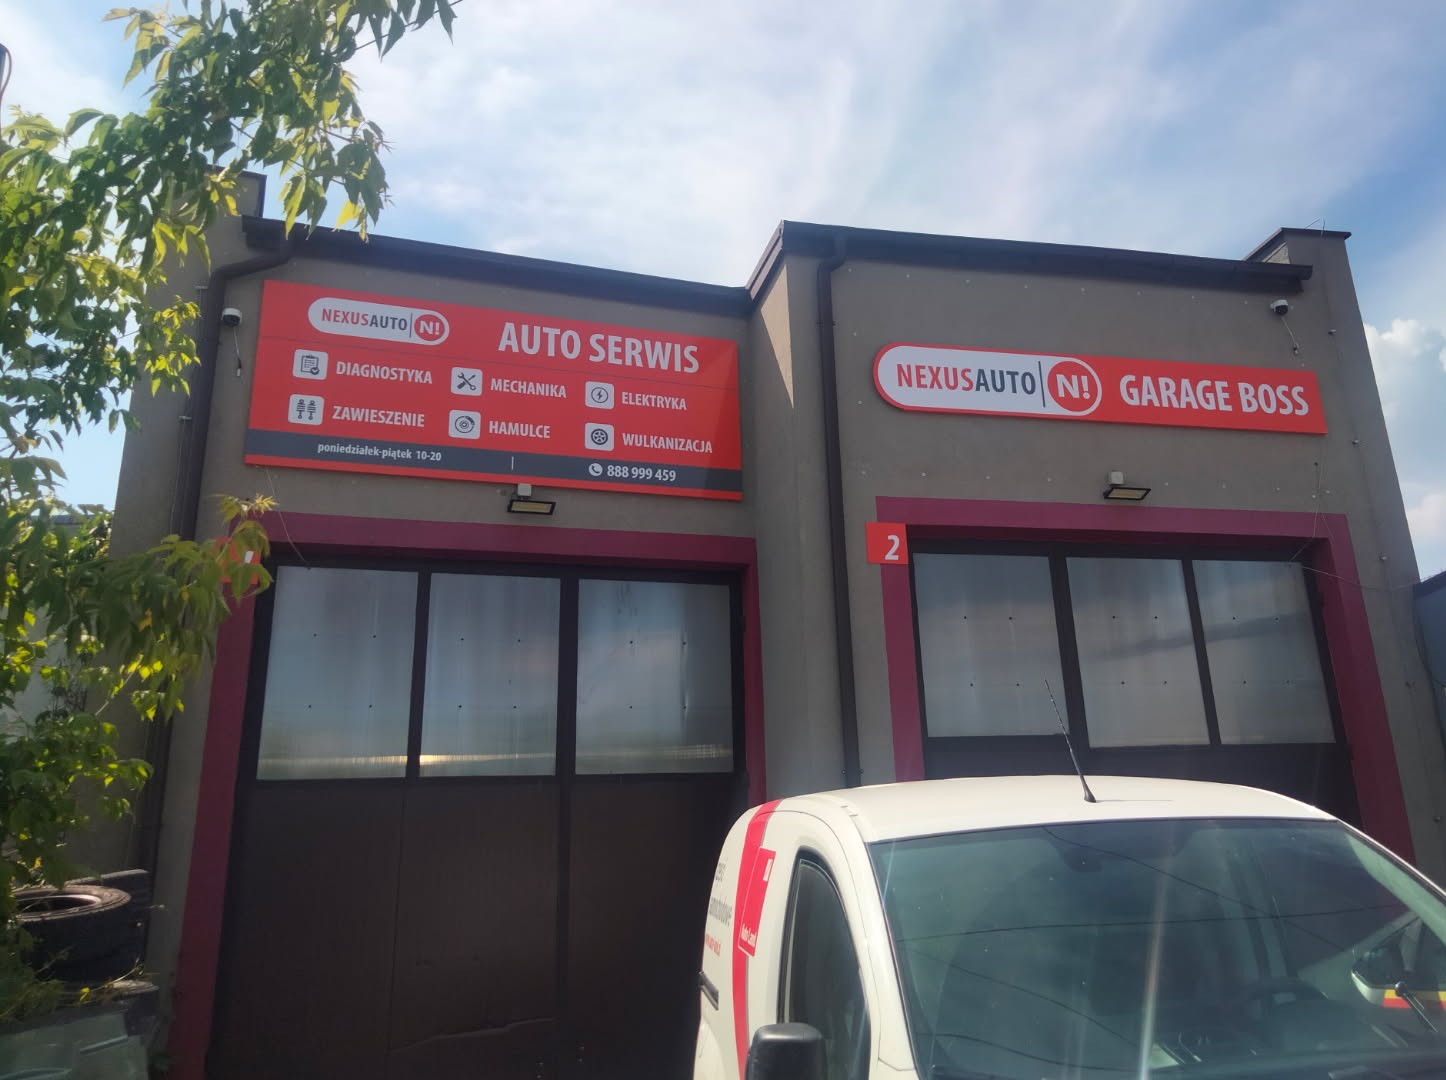 NEXUSAUTO N! AUTO SERWIS
DIAGNOSTYKA MECHANIKA ELEKTRYKA
ZAWIESZENIE HAMULCE WULKANIZACJA
poniedziałek-piątek 10-20 | 888 999 459
NEXUSAUTO N! GARAGE BOSS
2